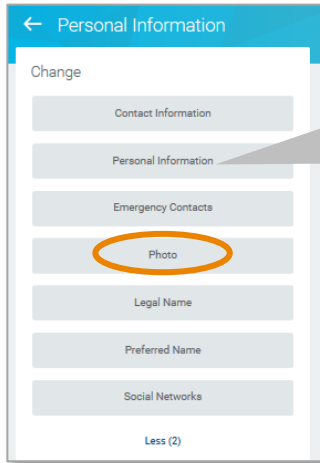 ← Personal Information
Change
Contact Information
Personal Information
Emergency Contacts
Photo
Legal Name
Preferred Name
Social Networks
Less (2)